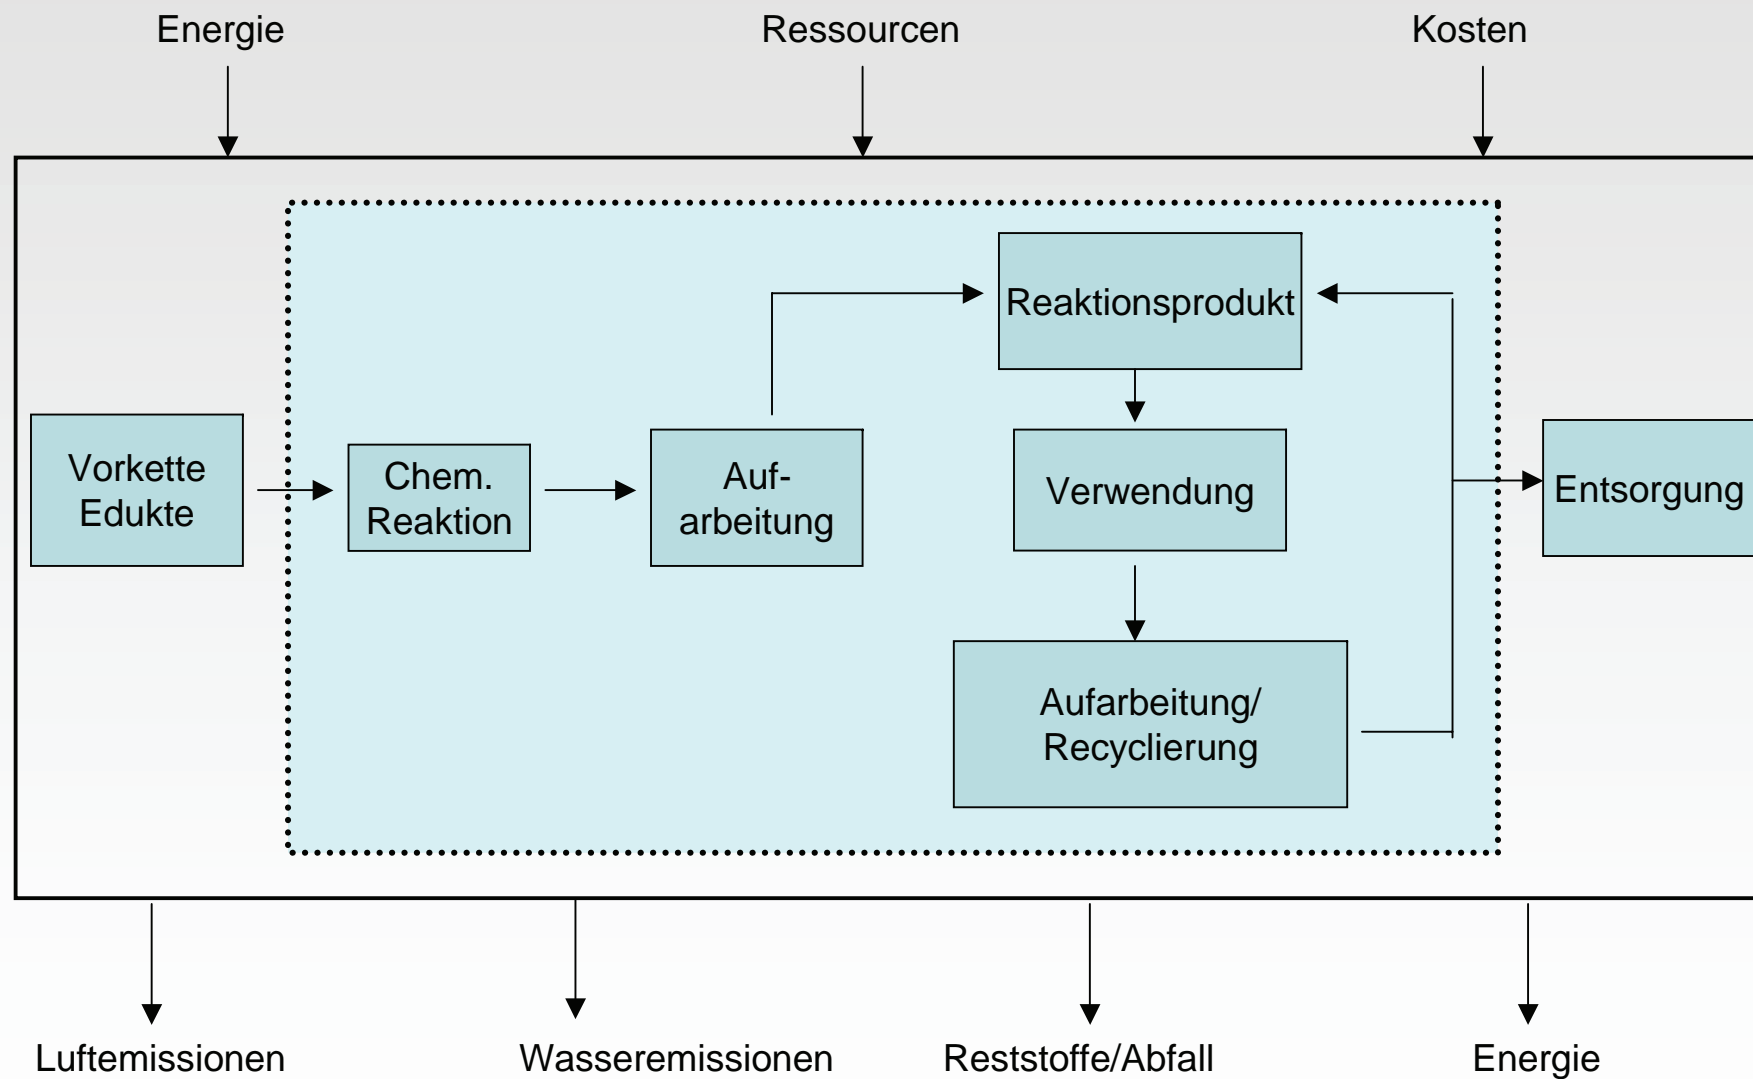 Energie
Ressourcen
Kosten
Reaktionsprodukt
Vorkette
Edukte
Chem.
Reaktion
Auf-
arbeitung
Verwendung
Entsorgung
Aufarbeitung/
Recyclierung
Luftemissionen
Wasseremissionen
Reststoffe/Abfall
Energie